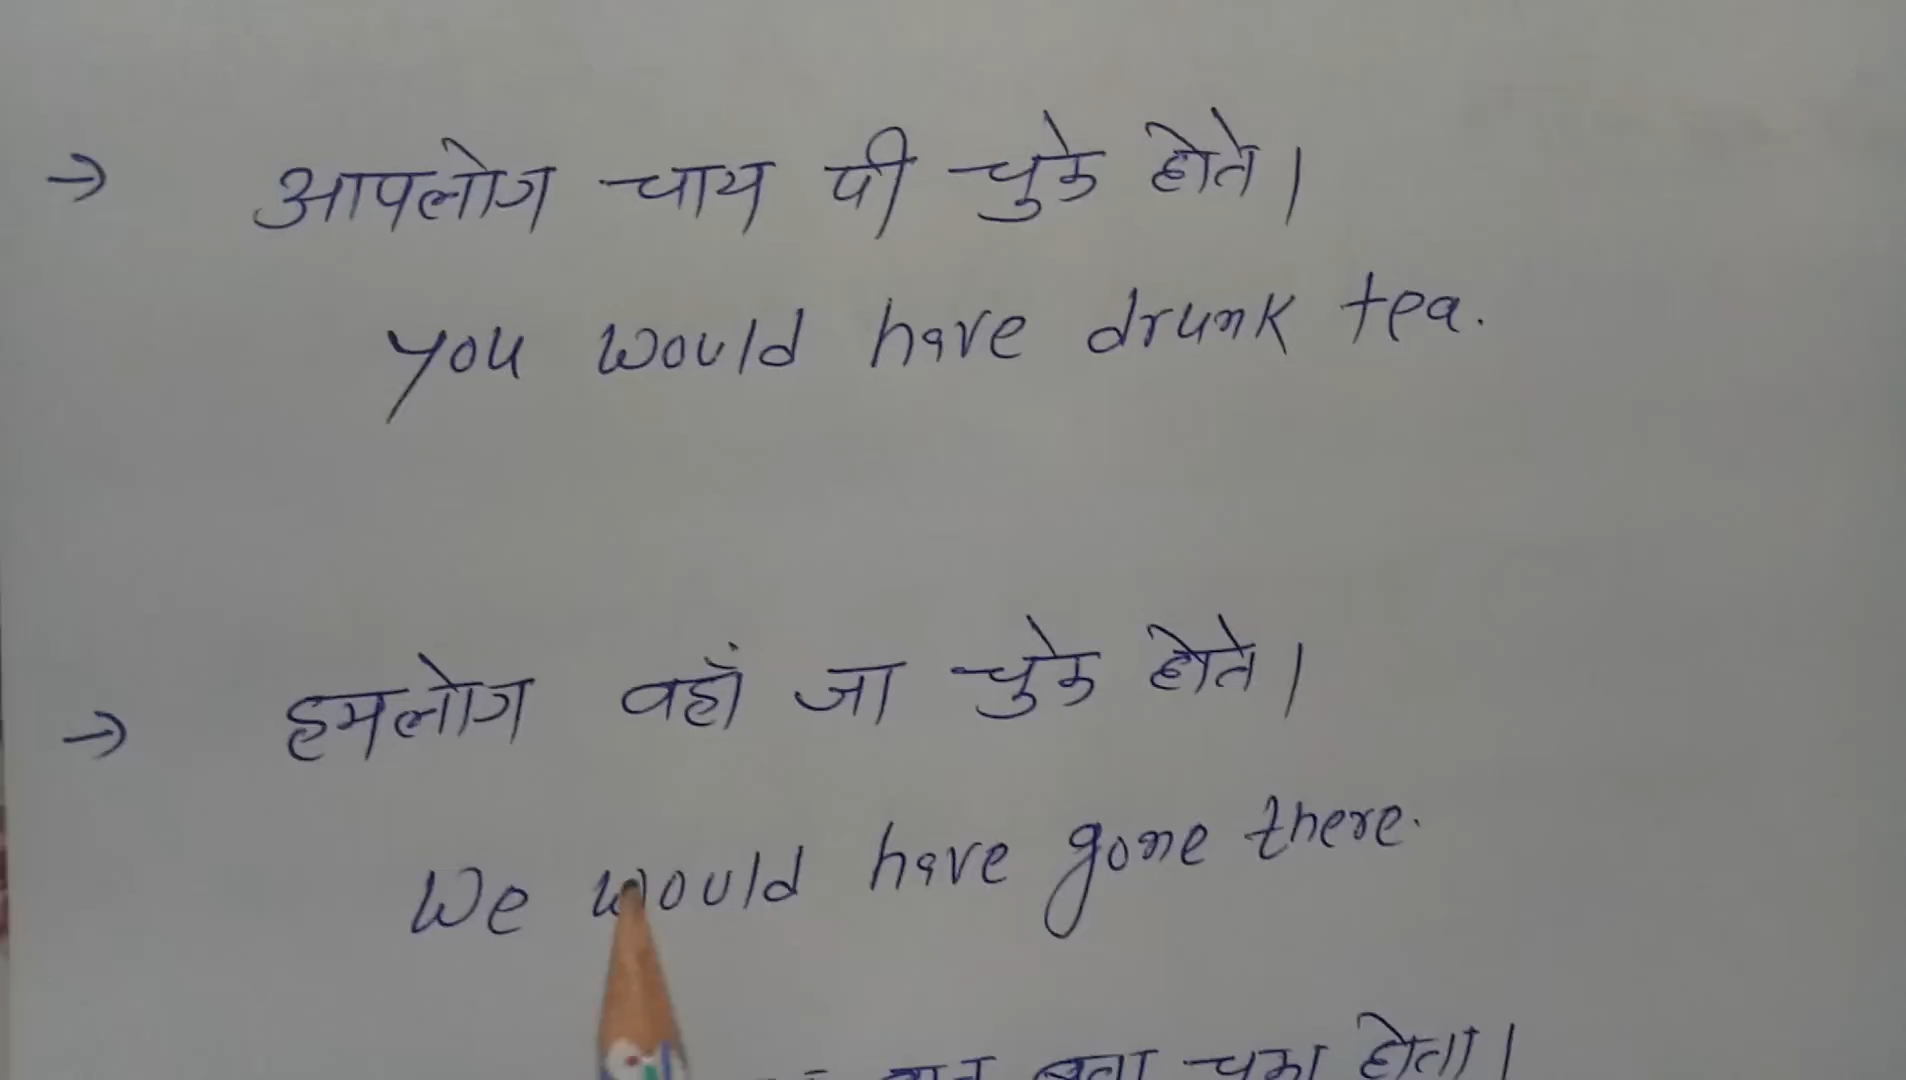 → आपलोग चाय पी चुके होते।
You would have drunk tea.
→ हमलोग वहाँ जा चुके होते।
We would have gone there.
चुका होता।